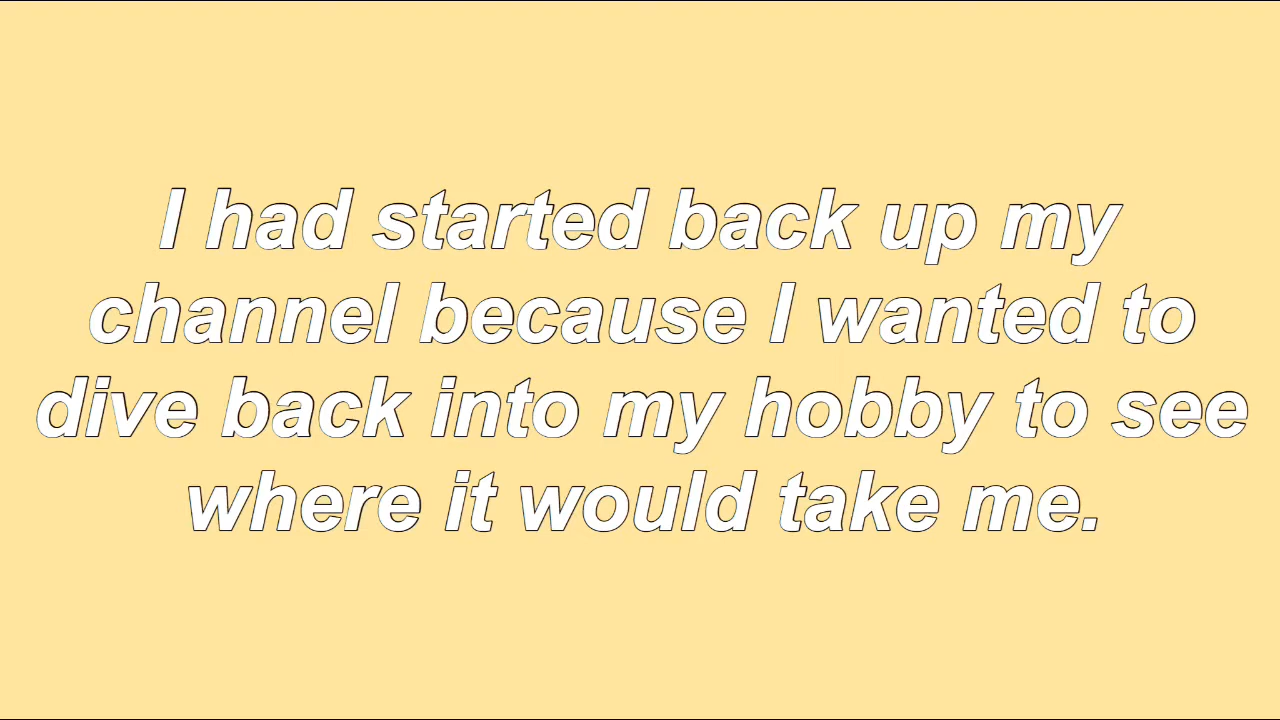 I had started back up my
channel because I wanted to
dive back into my hobby to see
where it would take me.